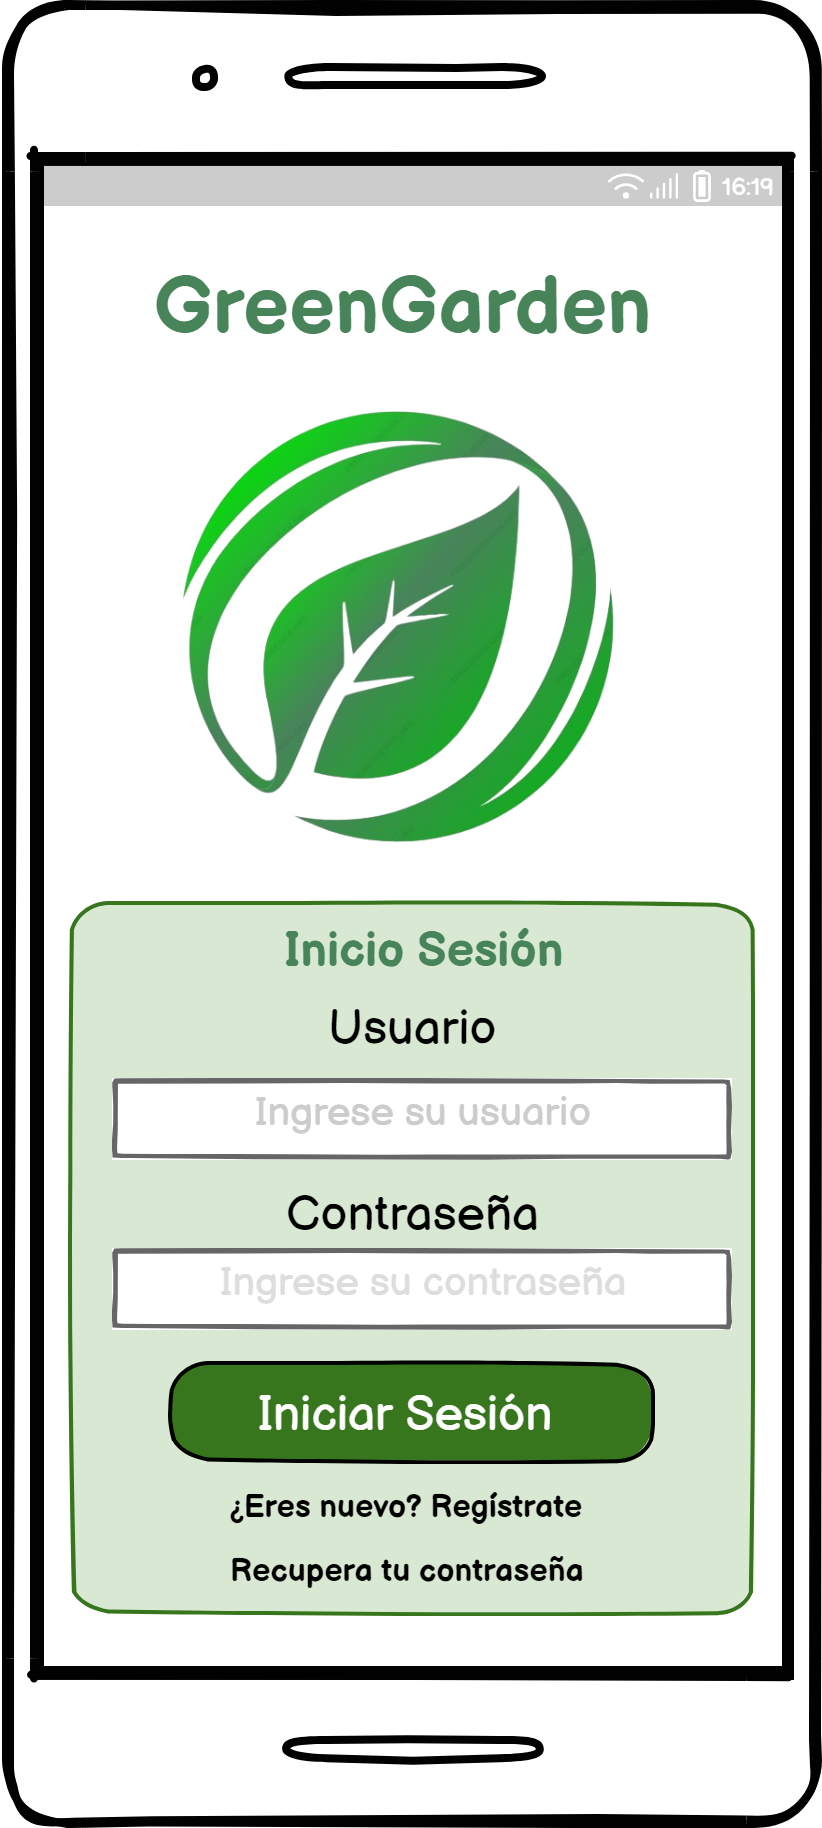 16:19
GreenGarden
Inicio Sesión
Usuario
Ingrese su usuario
Contraseña
Ingrese su contraseña
Iniciar Sesión
¿Eres nuevo? Regístrate
Recupera tu contraseña